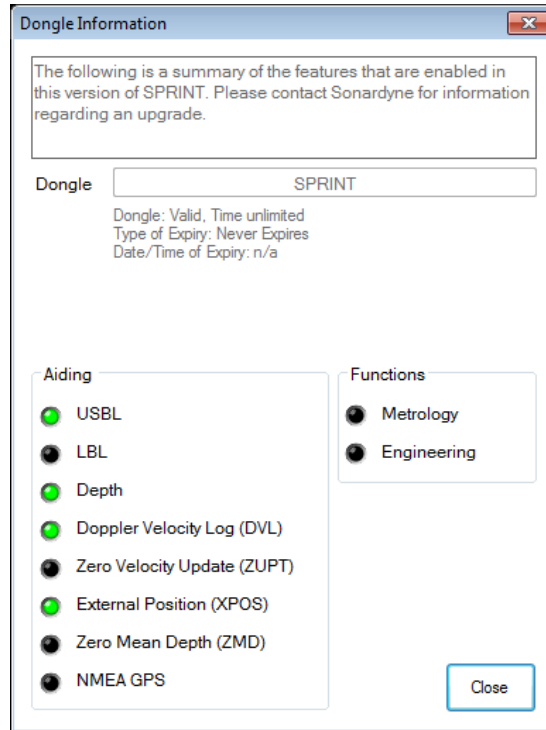 Dongle Information
The following is a summary of the features that are enabled in
this version of SPRINT. Please contact Sonardyne for information
regarding an upgrade.
Dongle
SPRINT
Dongle: Valid, Time unlimited
Type of Expiry: Never Expires
Date/Time of Expiry: n/a
Aiding
USBL
LBL
Depth
Doppler Velocity Log (DVL)
Zero Velocity Update (ZUPT)
External Position (XPOS)
Zero Mean Depth (ZMD)
NMEA GPS
Functions
Metrology
Engineering
Close